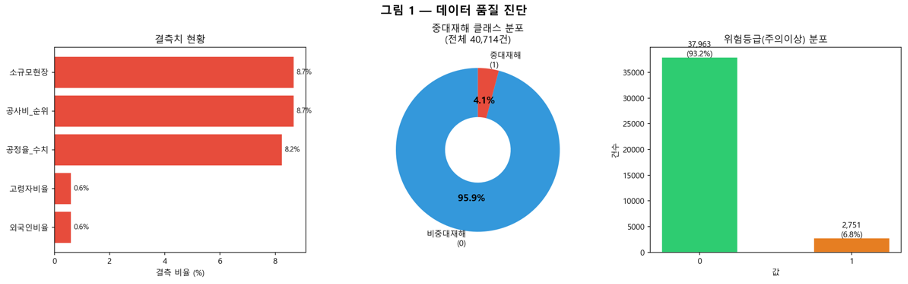 그림 1 — 데이터 품질 진단
결측치 현황
소규모현장
8.7%
공사비_순위
8.7%
공정율_수치
8.2%
고령자비율
0.6%
외국인비율
0.6%
0 2 4 6 8
결측 비율 (%)
중대재해 클래스 분포
(전체 40,714건)
중대재해
(1)
4.1%
95.9%
비중대재해
(0)
위험등급(주의이상) 분포
37,963
(93.2%)
35000
30000
25000
20000
15000
10000
5000
0
건수
2,751
(6.8%)
0 1
값